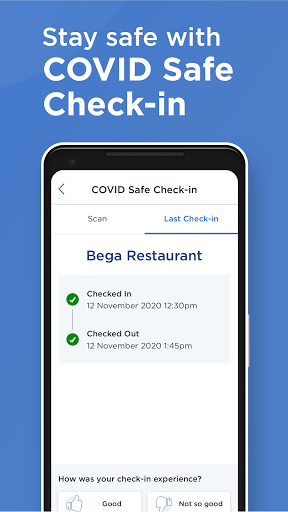 Stay safe with
COVID Safe
Check-in
COVID Safe Check-in
Scan
Last Check-in
Bega Restaurant
Checked In
12 November 2020 12:30pm
Checked Out
12 November 2020 1:45pm
How was your check-in experience?
Good
Not so good